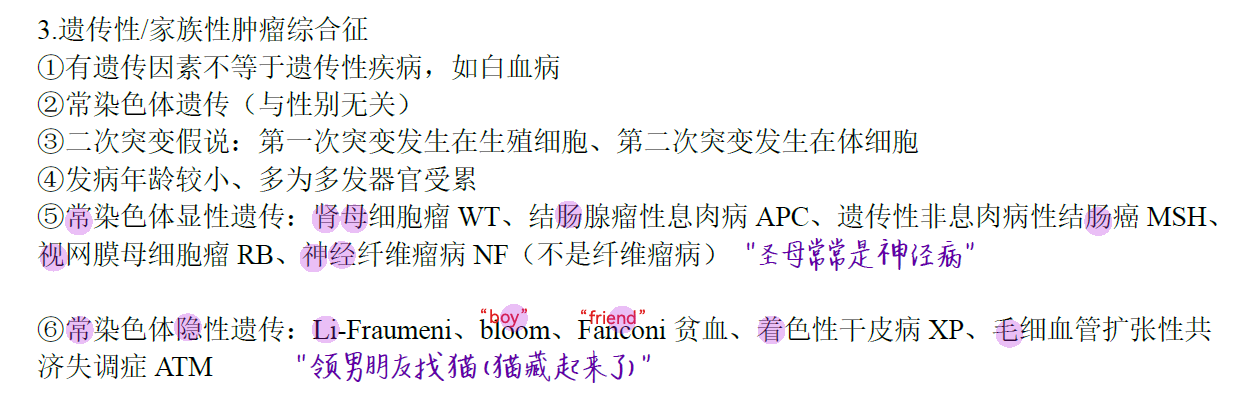 3.遗传性/家族性肿瘤综合征
①有遗传因素不等于遗传性疾病，如白血病
②常染色体遗传（与性别无关）
③二次突变假说：第一次突变发生在生殖细胞、第二次突变发生在体细胞
④发病年龄较小、多为多发器官受累
⑤常染色体显性遗传：肾母细胞瘤 WT、结肠腺瘤性息肉病 APC、遗传性非息肉病性结肠癌 MSH、
视网膜母细胞瘤 RB、神经纤维瘤病 NF（不是纤维瘤病） "圣母常常是神经病"
"boy" "friend"
⑥常染色体隐性遗传：Li-Fraumeni、bloom、Fanconi 贫血、着色性干皮病 XP、毛细血管扩张性共
济失调症 ATM "领男朋友找猫(猫藏起来了)"